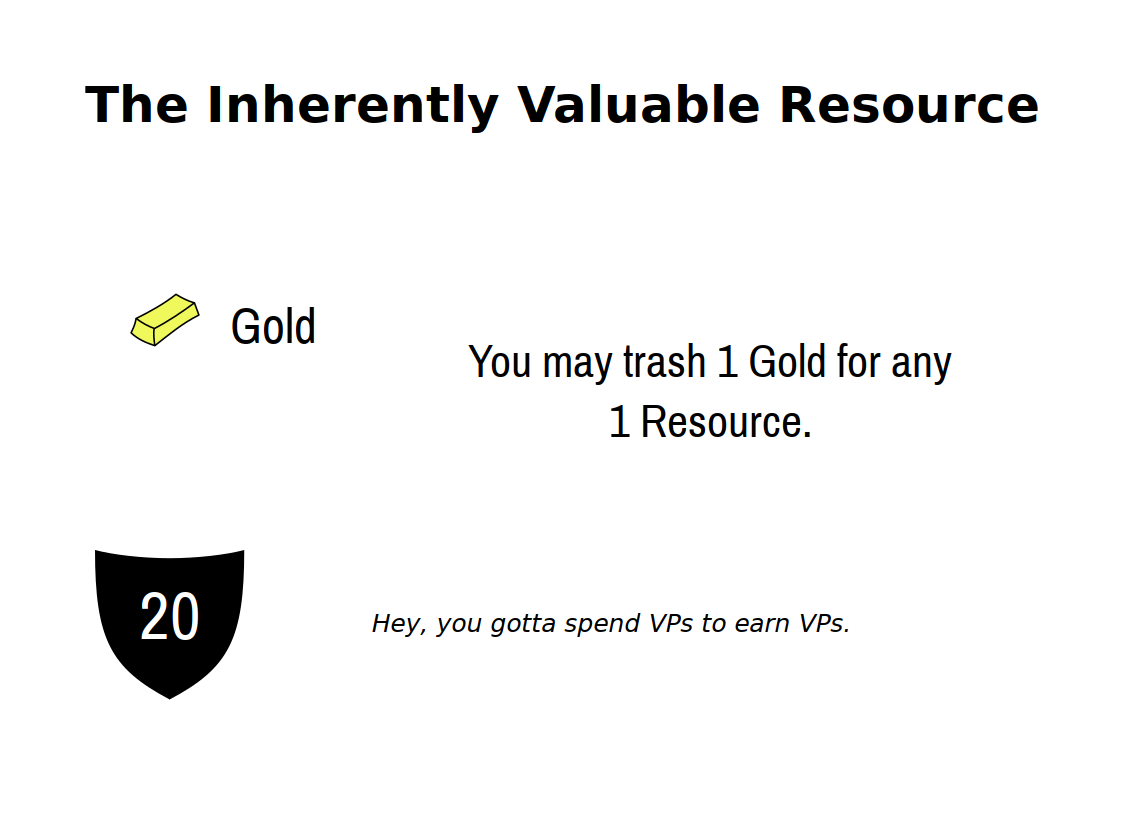 The Inherently Valuable Resource
Gold
You may trash 1 Gold for any
1 Resource.
20
Hey, you gotta spend VPs to earn VPs.